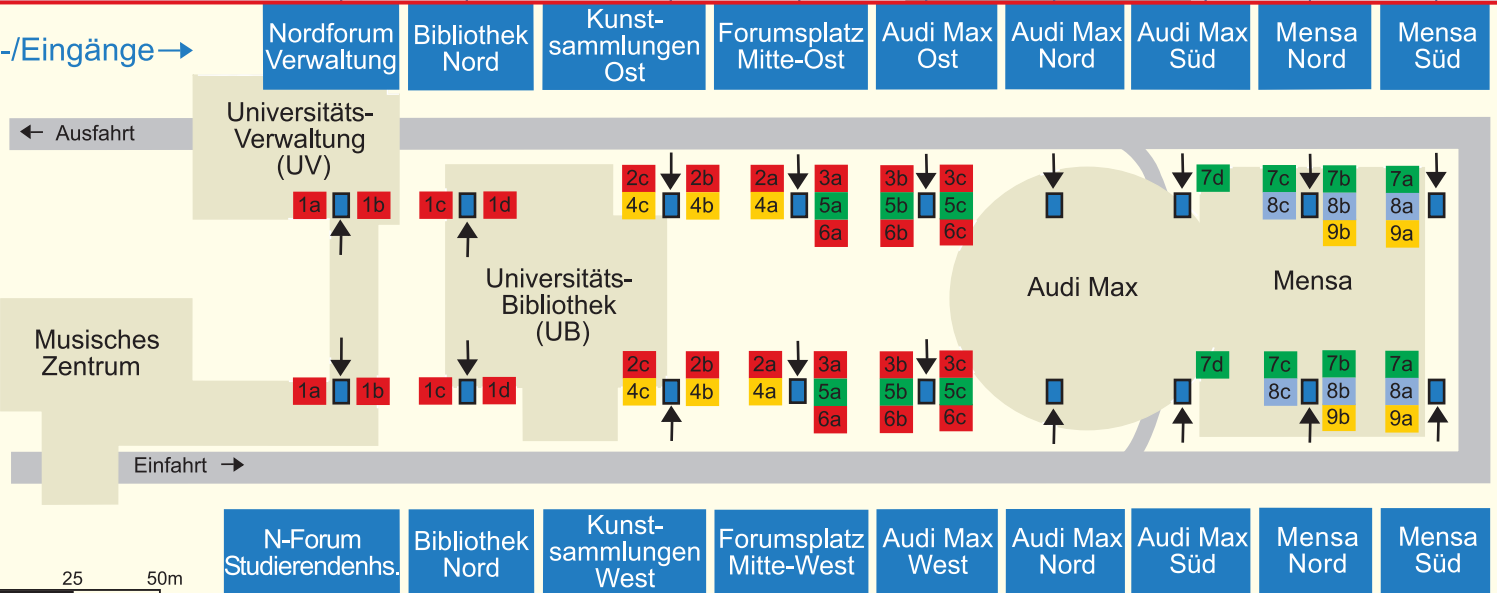 -/Eingänge
Nordforum
Verwaltung
Bibliothek
Nord
Kunst-
sammlungen
Ost
Forumsplatz
Mitte-Ost
Audi Max
Ost
Audi Max
Nord
Audi Max
Süd
Mensa
Nord
Mensa
Süd
← Ausfahrt
Universitäts-
Verwaltung
(UV)
1a 1b
1c 1d
2c 2b
4c 4b
2a 3a
4a 5a
6a
3b 3c
5b 5c
6b 6c
7d
7c 7b
8c 8b
9b
7a
8a
9a
Universitäts-
Bibliothek
(UB)
Audi Max
Mensa
Musisches
Zentrum
1a 1b
1c 1d
2c 2b
4c 4b
2a 3a
4a 5a
6a
3b 3c
5b 5c
6b 6c
7d
7c 7b
8c 8b
9b
7a
8a
9a
Einfahrt →
N-Forum
Studierendenhs.
Bibliothek
Nord
Kunst-
sammlungen
West
Forumsplatz
Mitte-West
Audi Max
West
Audi Max
Nord
Audi Max
Süd
Mensa
Nord
Mensa
Süd
25 50m